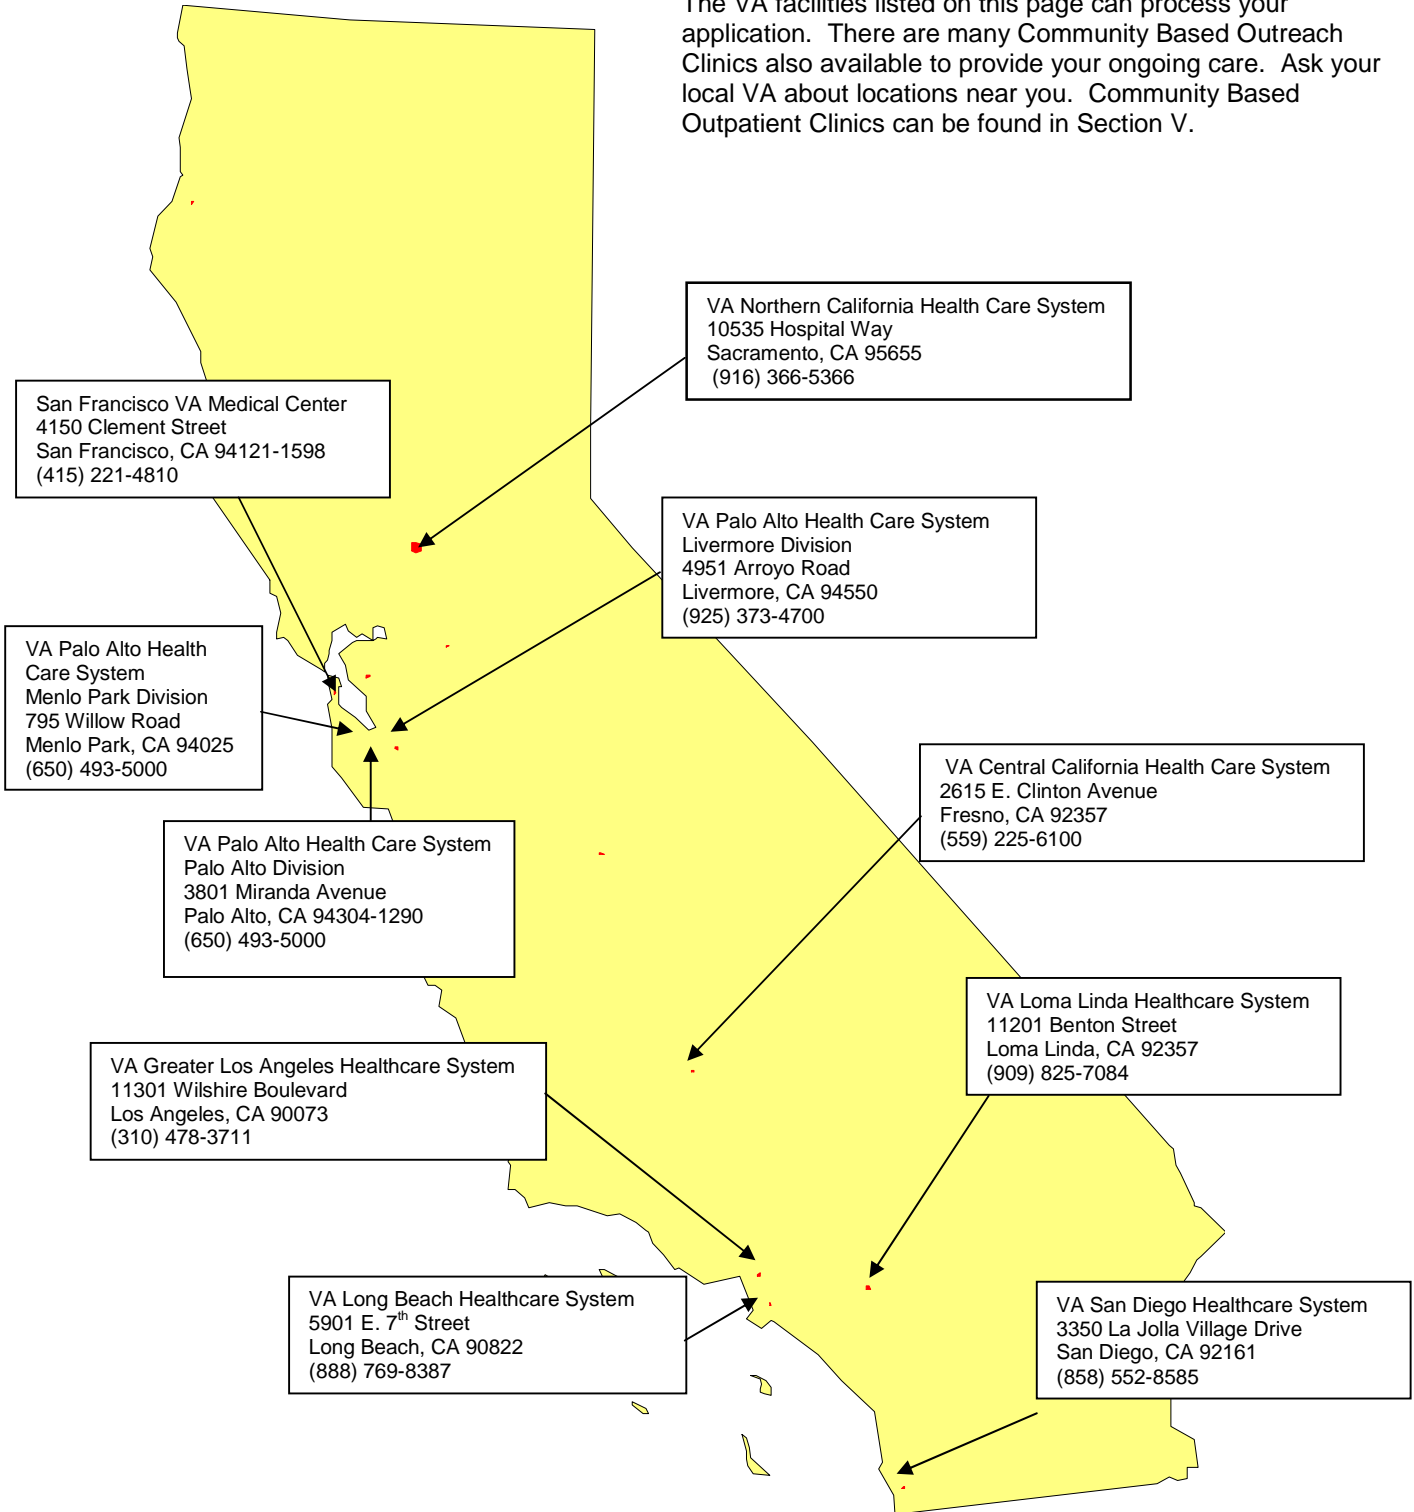 The VA facilities listed on this page can process your
application. There are many Community Based Outreach
Clinics also available to provide your ongoing care. Ask your
local VA about locations near you. Community Based
Outpatient Clinics can be found in Section V.
VA Northern California Health Care System
10535 Hospital Way
Sacramento, CA 95655
(916) 366-5366
San Francisco VA Medical Center
4150 Clement Street
San Francisco, CA 94121-1598
(415) 221-4810
VA Palo Alto Health Care System
Livermore Division
4951 Arroyo Road
Livermore, CA 94550
(925) 373-4700
VA Palo Alto Health
Care System
Menlo Park Division
795 Willow Road
Menlo Park, CA 94025
(650) 493-5000
VA Central California Health Care System
2615 E. Clinton Avenue
Fresno, CA 92357
(559) 225-6100
VA Palo Alto Health Care System
Palo Alto Division
3801 Miranda Avenue
Palo Alto, CA 94304-1290
(650) 493-5000
VA Loma Linda Healthcare System
11201 Benton Street
Loma Linda, CA 92357
(909) 825-7084
VA Greater Los Angeles Healthcare System
11301 Wilshire Boulevard
Los Angeles, CA 90073
(310) 478-3711
VA Long Beach Healthcare System
5901 E. 7th Street
Long Beach, CA 90822
(888) 769-8387
VA San Diego Healthcare System
3350 La Jolla Village Drive
San Diego, CA 92161
(858) 552-8585